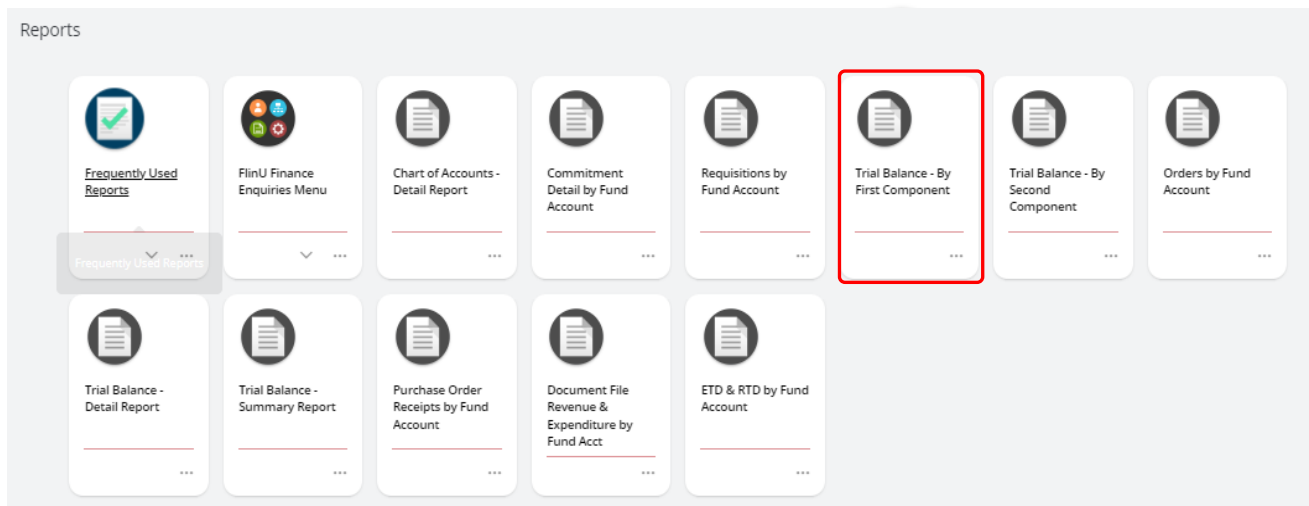 Reports
Frequently Used
Reports
FlinU Finance
Enquiries Menu
Chart of Accounts -
Detail Report
Commitment
Detail by Fund
Account
Requisitions by
Fund Account
Trial Balance - By
First Component
Trial Balance - By
Second
Component
Orders by Fund
Account
Frequently Used Reports
Trial Balance -
Detail Report
Trial Balance -
Summary Report
Purchase Order
Receipts by Fund
Account
Document File
Revenue &
Expenditure by
Fund Acct
ETD & RTD by Fund
Account